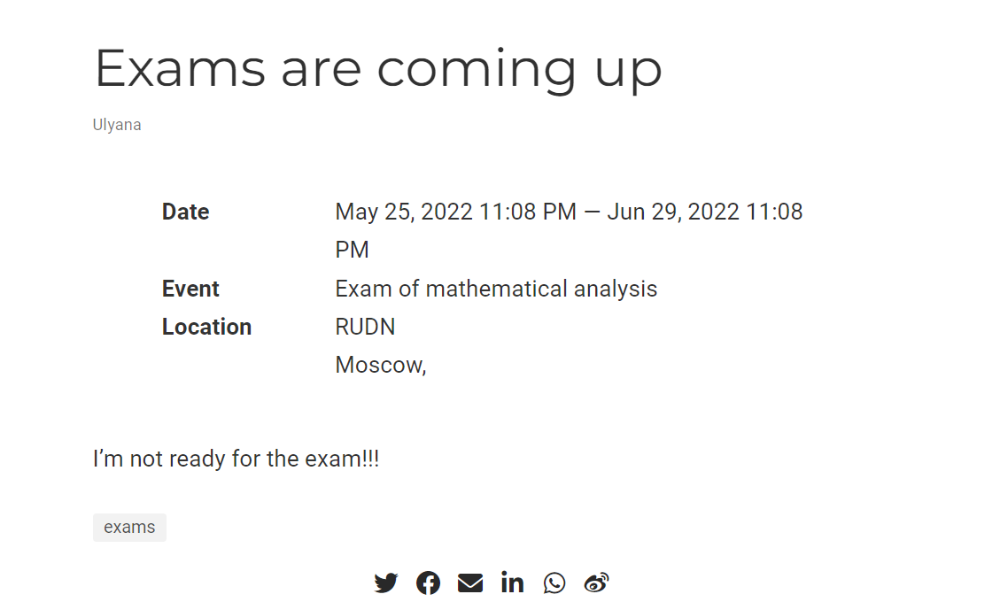 Exams are coming up
Ulyana
Date May 25, 2022 11:08 PM — Jun 29, 2022 11:08
PM
Event Exam of mathematical analysis
Location RUDN
Moscow,
I’m not ready for the exam!!!
exams